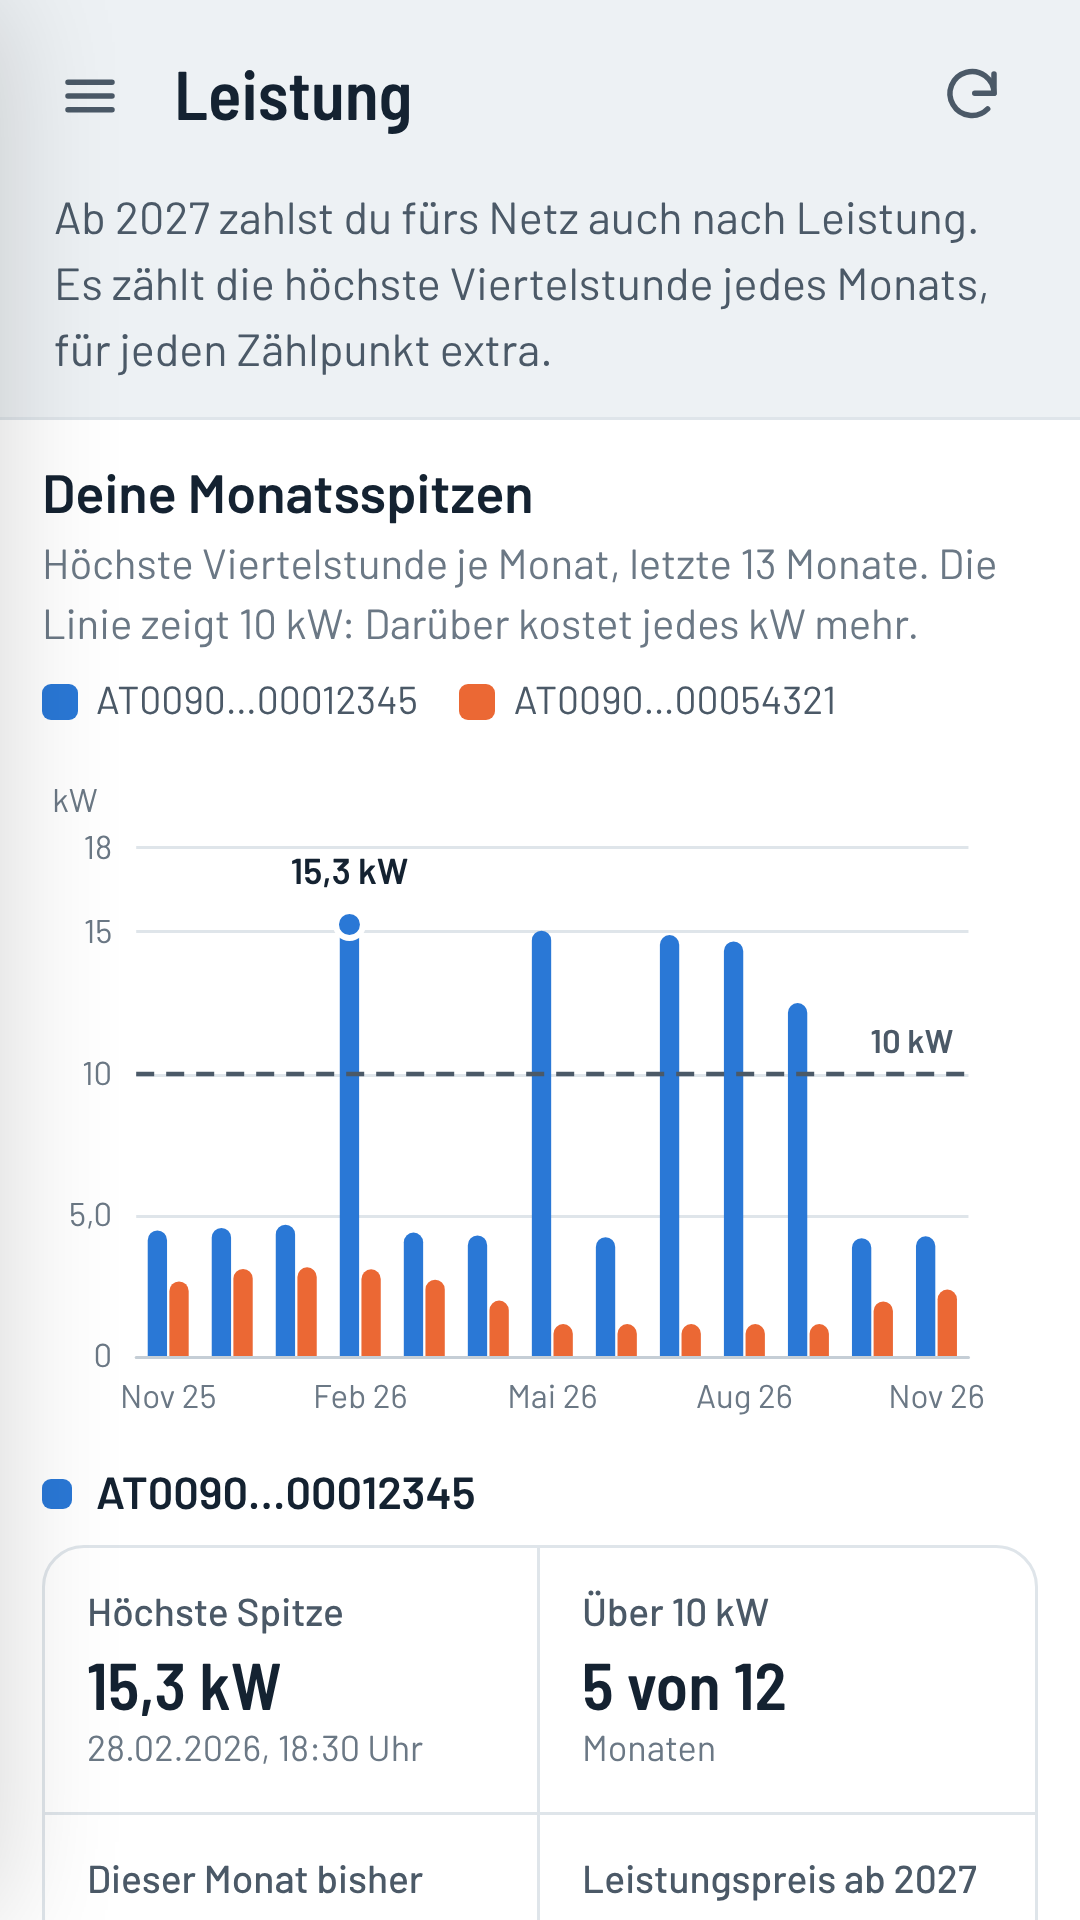 Leistung
Ab 2027 zahlst du fürs Netz auch nach Leistung.
Es zählt die höchste Viertelstunde jedes Monats,
für jeden Zählpunkt extra.
Deine Monatsspitzen
Höchste Viertelstunde je Monat, letzte 13 Monate. Die
Linie zeigt 10 kW: Darüber kostet jedes kW mehr.
AT0090…00012345 AT0090…00054321
kW
18
15,3 kW
15
10 kW
10
5,0
0
Nov 25 Feb 26 Mai 26 Aug 26 Nov 26
AT0090…00012345
Höchste Spitze
15,3 kW
28.02.2026, 18:30 Uhr
Über 10 kW
5 von 12
Monaten
Dieser Monat bisher
Leistungspreis ab 2027